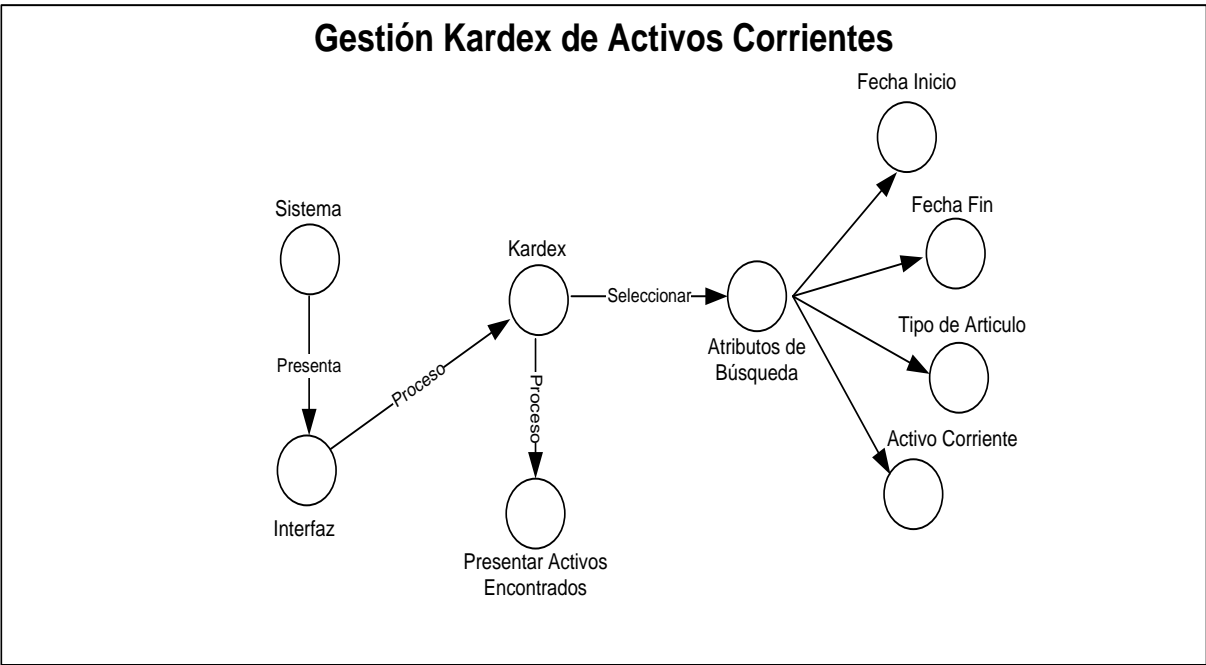 Gestión Kardex de Activos Corrientes
Fecha Inicio
Sistema
Fecha Fin
Kardex
Seleccionar
Tipo de Articulo
Atributos de
Búsqueda
Presenta
Proceso
Proceso
Activo Corriente
Interfaz
Presentar Activos
Encontrados